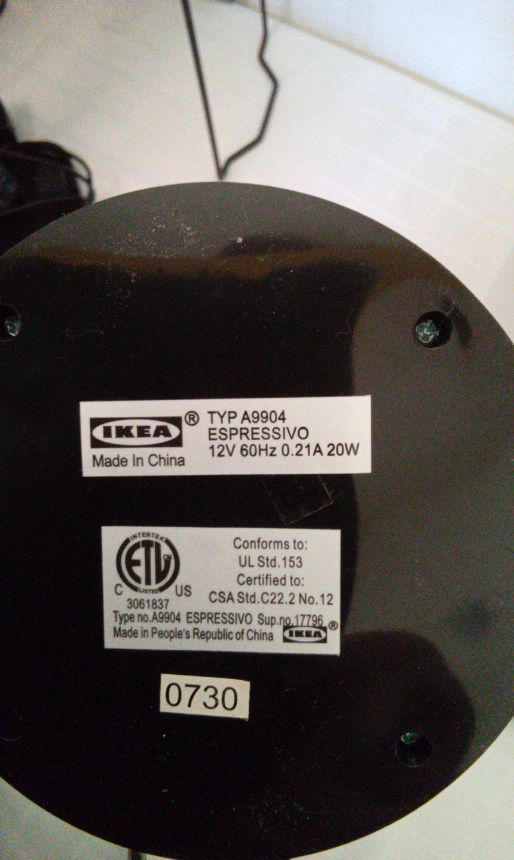 IKEA ® TYP A9904
ESPRESSIVO
Made In China 12V 60Hz 0.21A 20W
INTERTEK
ETL
LISTED
C US
3061837
Conforms to:
UL Std.153
Certified to:
CSA Std.C22.2 No.12
Type no.A9904 ESPRESSIVO Sup.no.17796
Made in People's Republic of China IKEA ®
0730